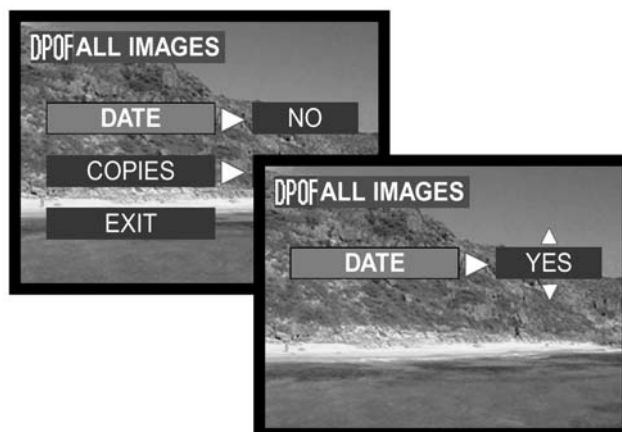 DPOF ALL IMAGES
DATE NO
COPIES
EXIT
DPOF ALL IMAGES
DATE YES